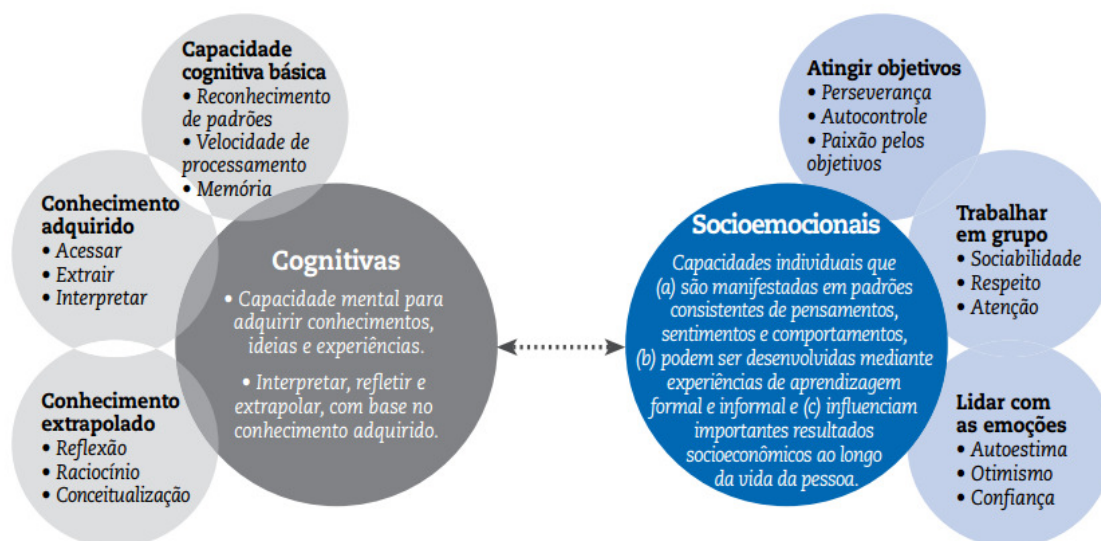 Capacidade
cognitiva básica
• Reconhecimento
de padrões
• Velocidade de
processamento
• Memória
Conhecimento
adquirido
• Acessar
• Extrair
• Interpretar
Conhecimento
extrapolado
• Reflexão
• Raciocínio
• Conceitualização
Cognitivas
• Capacidade mental para
adquirir conhecimentos,
ideias e experiências.
• Interpretar, refletir e
extrapolar, com base no
conhecimento adquirido.
Socioemocionais
Capacidades individuais que
(a) são manifestadas em padrões
consistentes de pensamentos,
sentimentos e comportamentos,
(b) podem ser desenvolvidas mediante
experiências de aprendizagem
formal e informal e (c) influenciam
importantes resultados
socioeconômicos ao longo
da vida da pessoa.
Atingir objetivos
• Perseverança
• Autocontrole
• Paixão pelos
objetivos
Trabalhar
em grupo
• Sociabilidade
• Respeito
• Atenção
Lidar com
as emoções
• Autoestima
• Otimismo
• Confiança